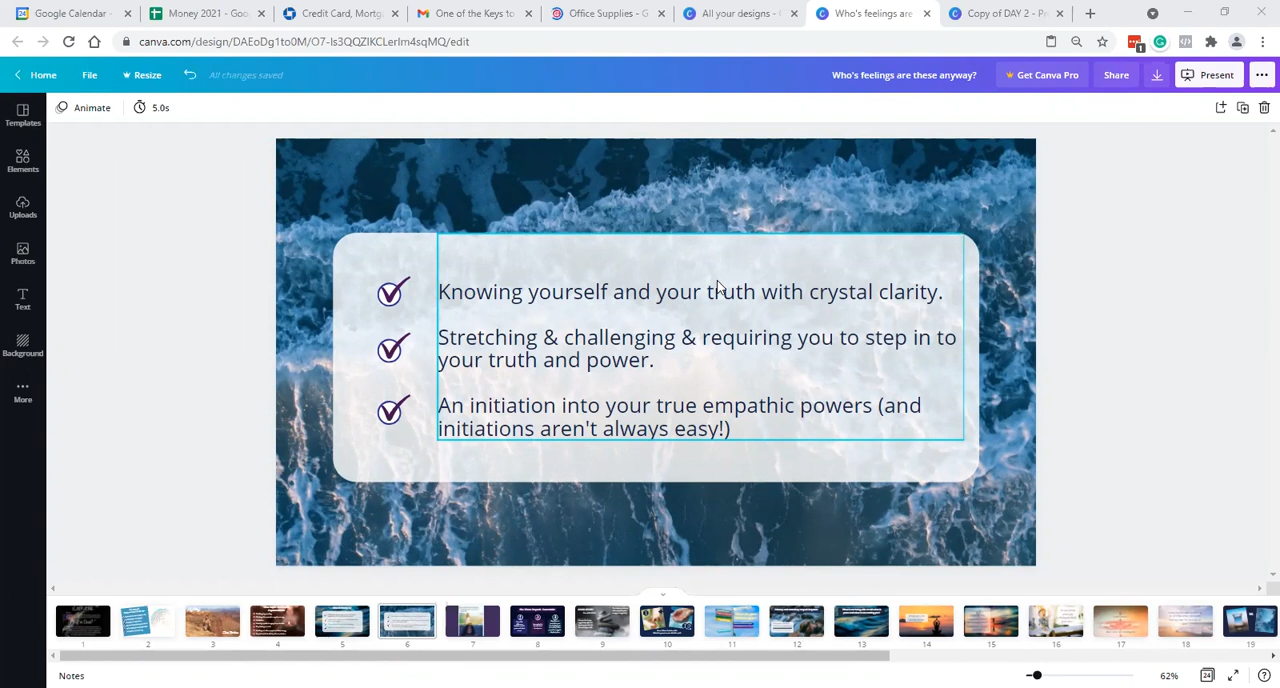 Google Calendar -
Money 2021 - Goo
Credit Card, Mortg
One of the Keys to
Office Supplies - G
All your designs -
Who's feelings are
Copy of DAY 2 - P
canva.com/design/DAEoDg1to0M/O7-Is3QQZlKCLerIm4sqMQ/edit
Home
File
Resize
All changes saved
Who's feelings are these anyway?
Get Canva Pro
Share
Present
Templates
Animate
5.0s
Elements
Uploads
Photos
Text
Background
More
Knowing yourself and your truth with crystal clarity.
Stretching & challenging & requiring you to step in to
your truth and power.
An initiation into your true empathic powers (and
initiations aren't always easy!)
1 2 3 4 5 6 7 8 9 10 11 12 13 14 15 16 17 18 19
Notes
62%
24